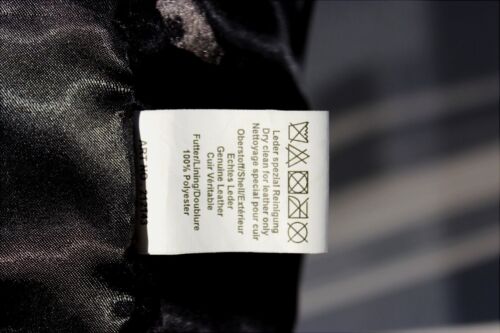 Leder spezial Reinigung
Dry clean for leather only
Nettoyage special pour cuir
Oberstoff/Shell/Extérieur
Echtes Leder
Genuine Leather
Cuir Véritable
Futter/Lining/Doublure
100% Polyester